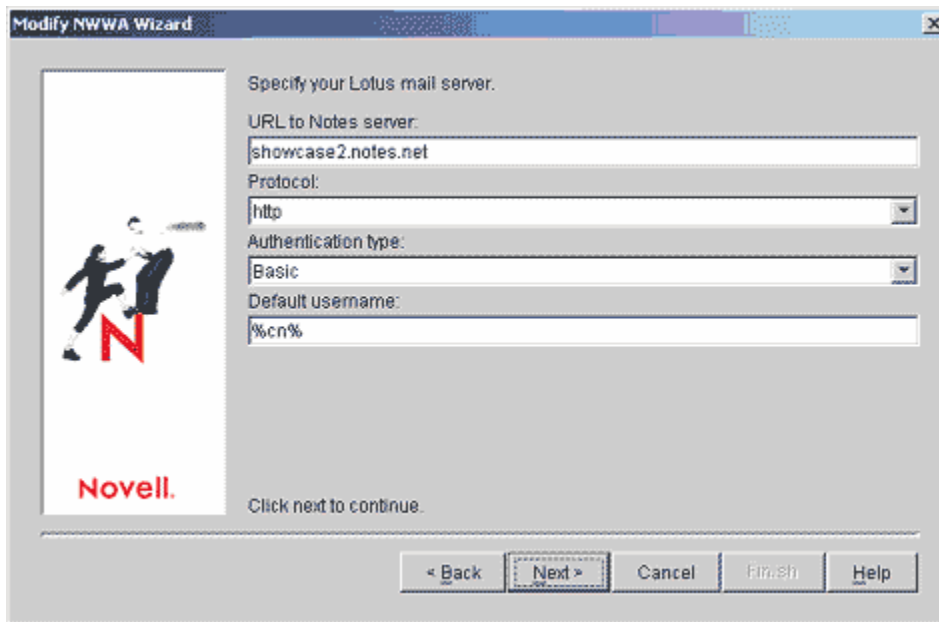 Modify NWWA Wizard
Specify your Lotus mail server.
URL to Notes server:
showcase2.notes.net
Protocol:
http
Authentication type:
Basic
Default username:
%cn%
N
Novell.
Click next to continue.
< Back Next > Cancel Finish Help